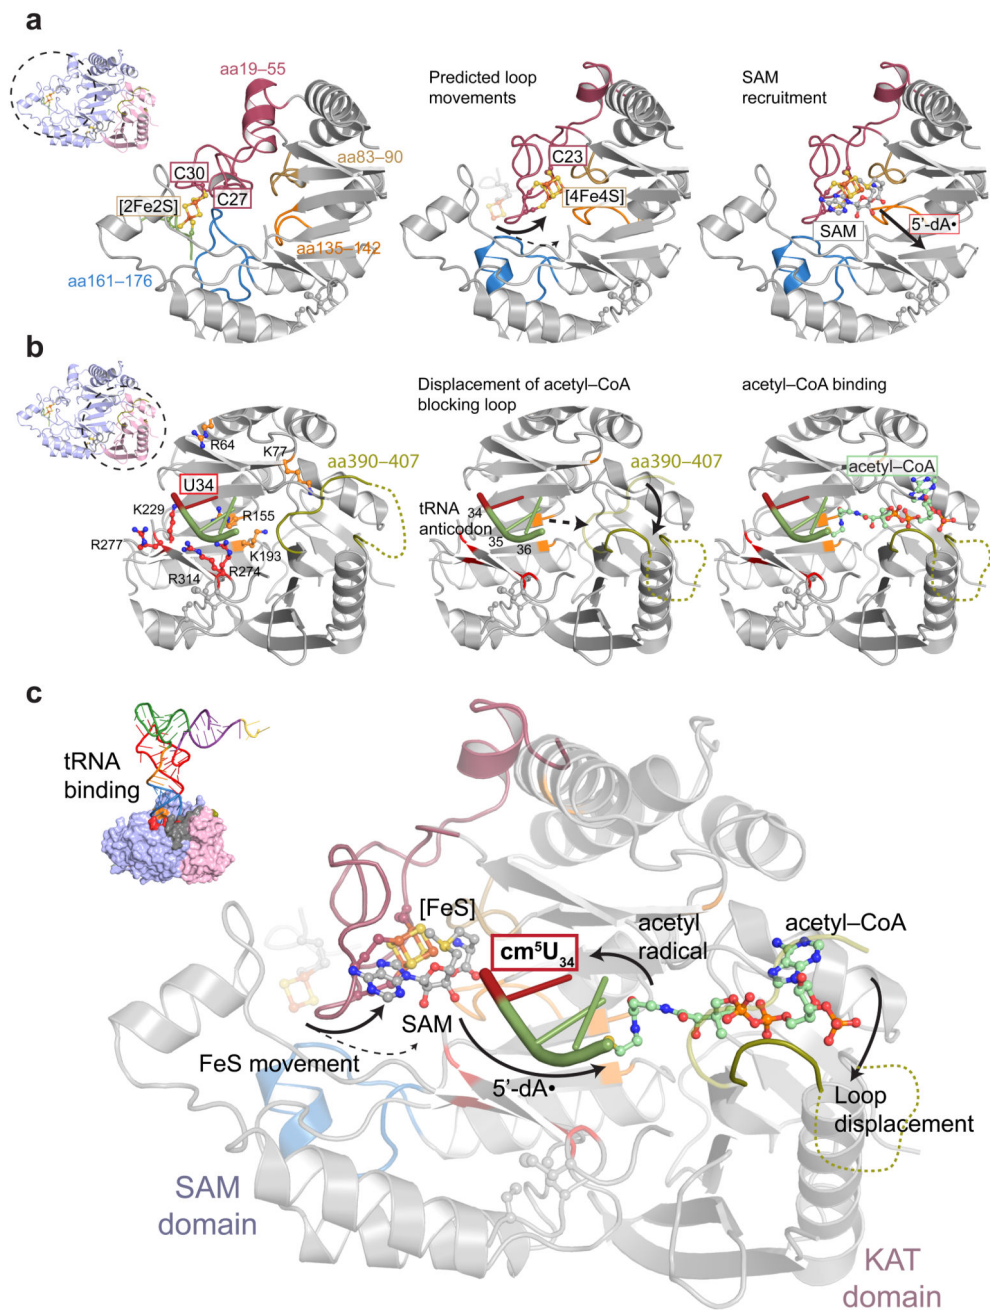 a
aa19–55
C30
[2Fe2S]
C27
aa83–90
aa135–142
aa161–176
Predicted loop
movements
C23
[4Fe4S]
SAM
recruitment
SAM
5'-dA•
b
R64
K77
aa390–407
U34
K229
R155
R277
K193
R274
R314
Displacement of acetyl–CoA
blocking loop
aa390–407
tRNA
anticodon
34
35
36
acetyl–CoA binding
acetyl–CoA
c
tRNA
binding
[FeS]
cm⁵U₃₄
acetyl
radical
acetyl–CoA
SAM
FeS movement
5'-dA•
Loop
displacement
SAM
domain
KAT
domain